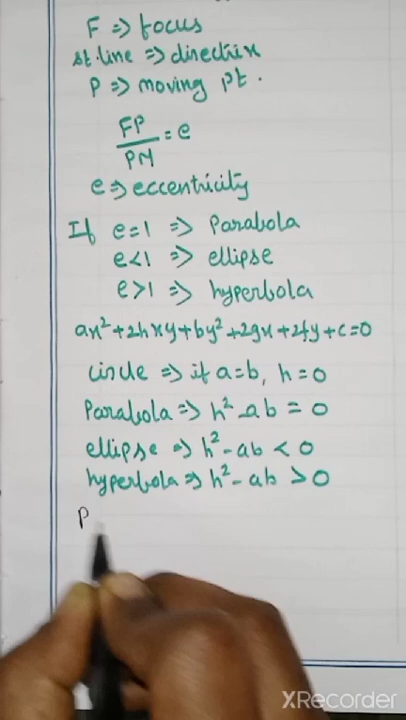 F => focus
st.line => directrix
P => moving pt.
FP/PM = e
e => eccentricity
If e=1 => Parabola
e<1 => ellipse
e>1 => hyperbola
ax²+2hxy+by²+2gx+2fy+c=0
circle => if a=b, h=0
Parabola => h²-ab = 0
ellipse => h²-ab < 0
hyperbola => h²-ab > 0
P
XRecorder